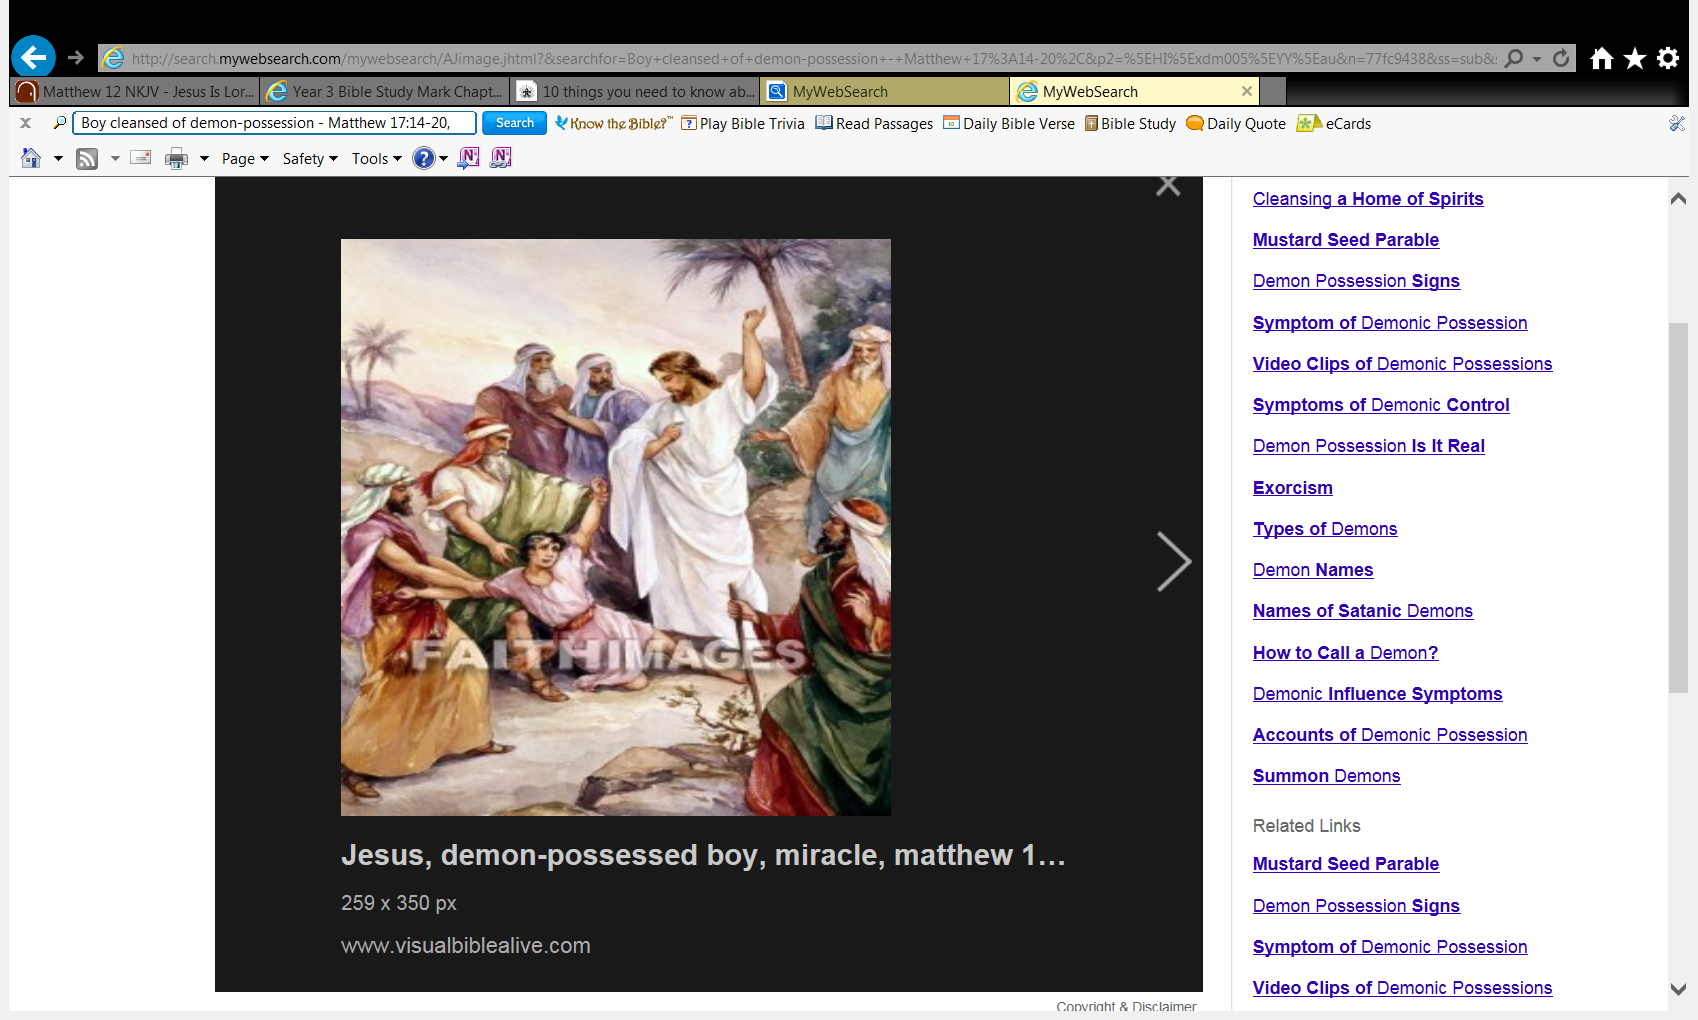 http://search.mywebsearch.com/mywebsearch/AJimage.jhtml?&searchfor=Boy+cleansed+of+demon-possession+-+Matthew+17%3A14-20%2C&p2=%5EHI%5Exdm005%5EYY%5Eau&n=77fc9438&ss=sub&
Matthew 12 NKJV - Jesus Is Lor...
Year 3 Bible Study Mark Chapt...
10 things you need to know ab...
MyWebSearch
MyWebSearch
Boy cleansed of demon-possession - Matthew 17:14-20,
Search
Know the Bible?™
Play Bible Trivia
Read Passages
Daily Bible Verse
Bible Study
Daily Quote
eCards
Page
Safety
Tools
FAITHIMAGES
Jesus, demon-possessed boy, miracle, matthew 1...
259 x 350 px
www.visualbiblealive.com
Copyright & Disclaimer
Cleansing a Home of Spirits
Mustard Seed Parable
Demon Possession Signs
Symptom of Demonic Possession
Video Clips of Demonic Possessions
Symptoms of Demonic Control
Demon Possession Is It Real
Exorcism
Types of Demons
Demon Names
Names of Satanic Demons
How to Call a Demon?
Demonic Influence Symptoms
Accounts of Demonic Possession
Summon Demons
Related Links
Mustard Seed Parable
Demon Possession Signs
Symptom of Demonic Possession
Video Clips of Demonic Possessions